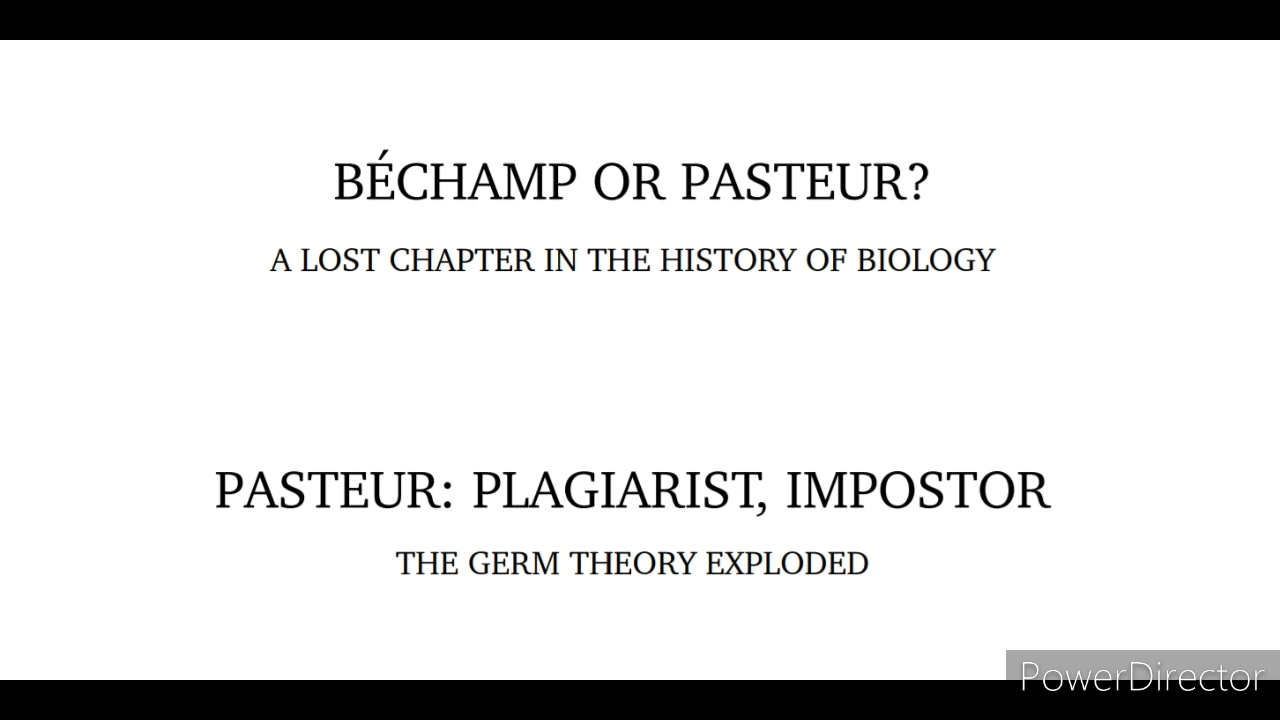 BÉCHAMP OR PASTEUR?
A LOST CHAPTER IN THE HISTORY OF BIOLOGY
PASTEUR: PLAGIARIST, IMPOSTOR
THE GERM THEORY EXPLODED
PowerDirector